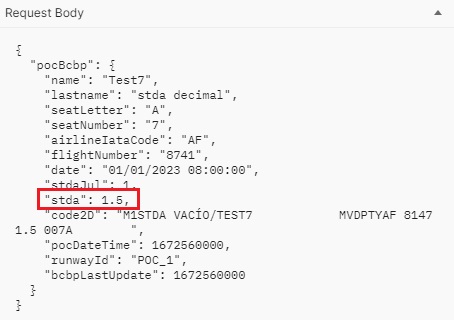 Request Body
{
"pocBcbp": {
"name": "Test7",
"lastname": "stda decimal",
"seatLetter": "A",
"seatNumber": "7",
"airlineIataCode": "AF",
"flightNumber": "8741",
"date": "01/01/2023 08:00:00",
"stdaJul": 1,
"stda": 1.5,
"code2D": "M1STDA VACÍO/TEST7            MVDPTYAF 8147
1.5 007A        ",
"pocDateTime": 1672560000,
"runwayId": "POC_1",
"bcbpLastUpdate": 1672560000
}
}